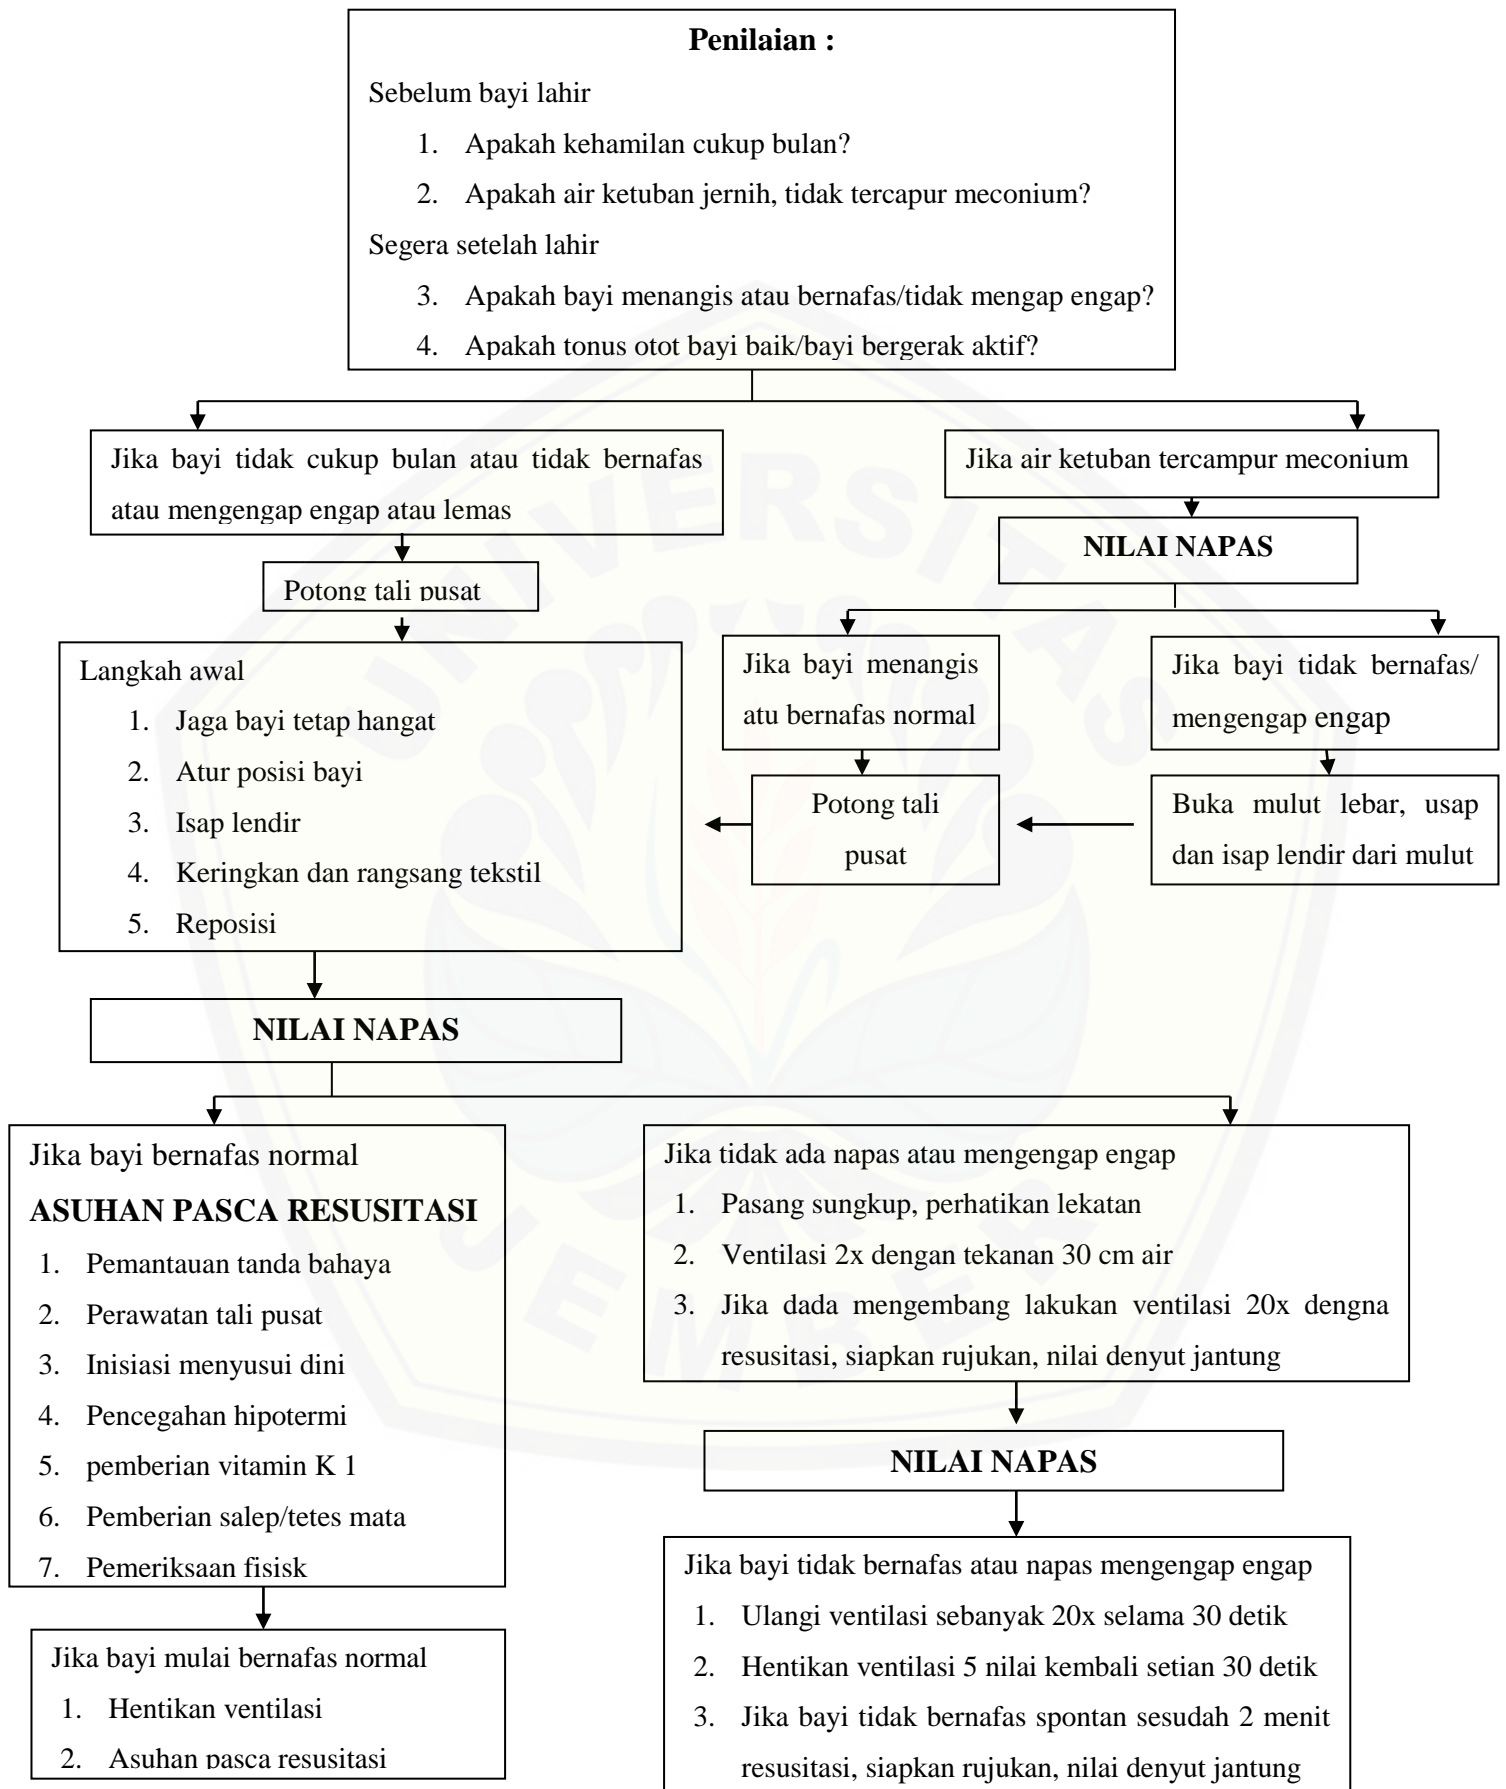 Penilaian :
Sebelum bayi lahir
1. Apakah kehamilan cukup bulan?
2. Apakah air ketuban jernih, tidak tercapur meconium?
Segera setelah lahir
3. Apakah bayi menangis atau bernafas/tidak mengap engap?
4. Apakah tonus otot bayi baik/bayi bergerak aktif?
Jika bayi tidak cukup bulan atau tidak bernafas
atau mengengap engap atau lemas
Jika air ketuban tercampur meconium
NILAI NAPAS
Potong tali pusat
Langkah awal
1. Jaga bayi tetap hangat
2. Atur posisi bayi
3. Isap lendir
4. Keringkan dan rangsang tekstil
5. Reposisi
Jika bayi menangis
atu bernafas normal
Jika bayi tidak bernafas/
mengengap engap
Potong tali
pusat
Buka mulut lebar, usap
dan isap lendir dari mulut
NILAI NAPAS
Jika bayi bernafas normal
ASUHAN PASCA RESUSITASI
1. Pemantauan tanda bahaya
2. Perawatan tali pusat
3. Inisiasi menyusui dini
4. Pencegahan hipotermi
5. pemberian vitamin K 1
6. Pemberian salep/tetes mata
7. Pemeriksaan fisisk
Jika tidak ada napas atau mengengap engap
1. Pasang sungkup, perhatikan lekatan
2. Ventilasi 2x dengan tekanan 30 cm air
3. Jika dada mengembang lakukan ventilasi 20x dengna
resusitasi, siapkan rujukan, nilai denyut jantung
NILAI NAPAS
Jika bayi mulai bernafas normal
1. Hentikan ventilasi
2. Asuhan pasca resusitasi
Jika bayi tidak bernafas atau napas mengengap engap
1. Ulangi ventilasi sebanyak 20x selama 30 detik
2. Hentikan ventilasi 5 nilai kembali setian 30 detik
3. Jika bayi tidak bernafas spontan sesudah 2 menit
resusitasi, siapkan rujukan, nilai denyut jantung
UNIVERSITAS
JEMBER